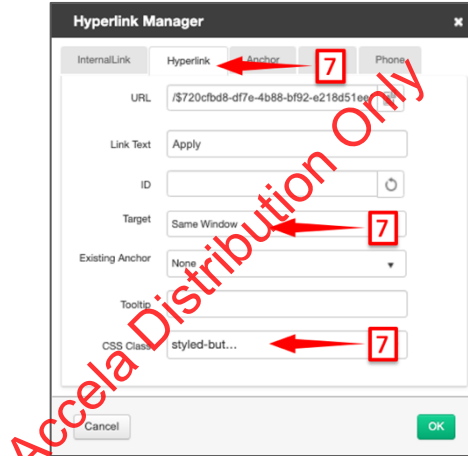 Hyperlink Manager
InternalLink Hyperlink Anchor Phone
7
URL /$720cfbd8-df7e-4b88-bf92-e218d51ee
Link Text Apply
ID
Target Same Window
7
Existing Anchor None
Tooltip
CSS Class styled-but...
7
Cancel OK
Accela Distribution Only